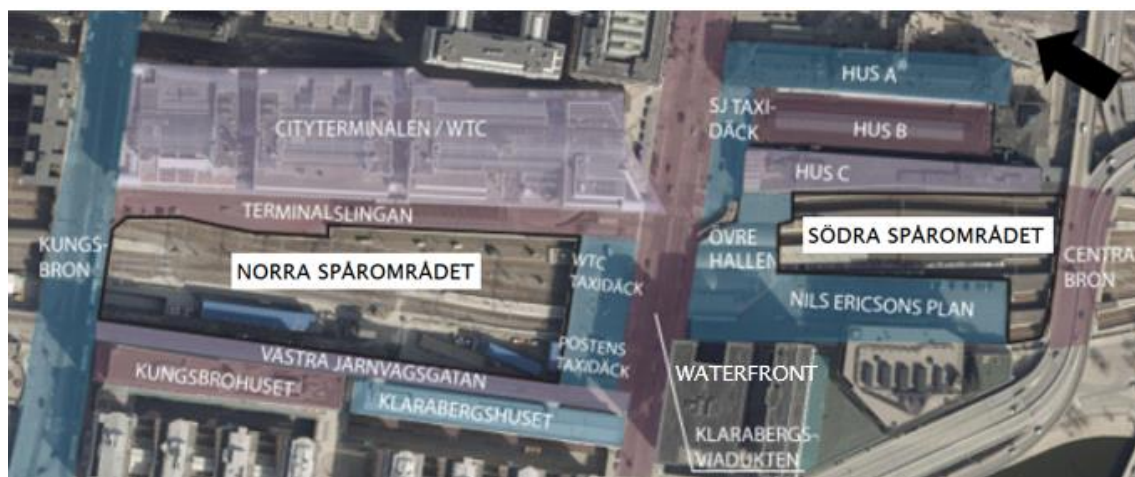 HUS A
SJ TAXI-
DÄCK
HUS B
CITYTERMINALEN / WTC
HUS C
TERMINALSLINGAN
KUNGS-
BRON
NORRA SPÅROMRÅDET
WTC
TAXIDÄCK
ÖVRE
HALLEN
SÖDRA SPÅROMRÅDET
CENTRAL
BRON
NILS ERICSONS PLAN
VÄSTRA JÄRNVÄGSGATAN
POSTENS
TAXIDÄCK
KUNGSBROHUSET
KLARABERGSHUSET
WATERFRONT
KLARABERGS-
VIADUKTEN